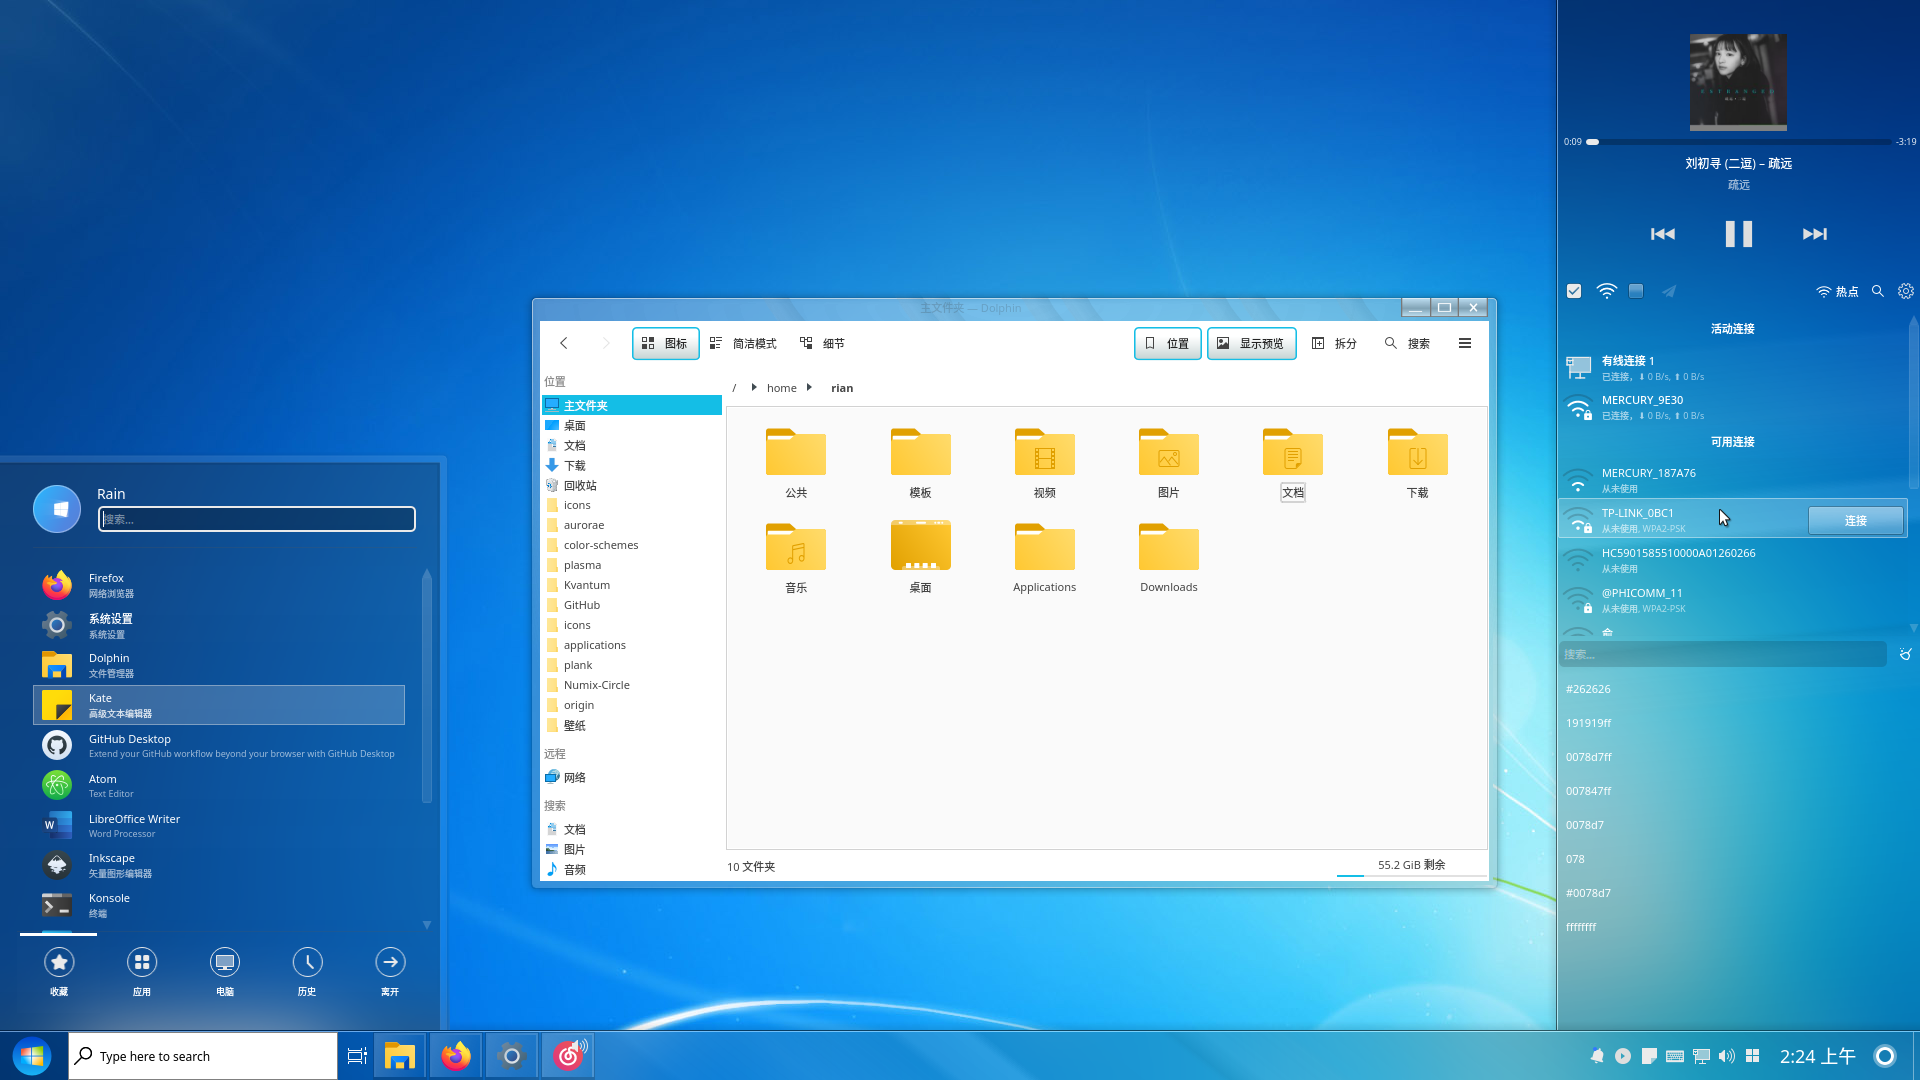 主文件夹 — Dolphin
图标
简洁模式
细节
位置
显示预览
拆分
搜索
/ home rian
位置
主文件夹
桌面
文档
下载
回收站
icons
aurorae
color-schemes
plasma
Kvantum
GitHub
icons
applications
plank
Numix-Circle
origin
壁纸
远程
网络
搜索
文档
图片
音频
公共
模板
视频
图片
文档
下载
音乐
桌面
Applications
Downloads
10 文件夹
55.2 GiB 剩余
Rain
搜索...
Firefox
网络浏览器
系统设置
系统设置
Dolphin
文件管理器
Kate
高级文本编辑器
GitHub Desktop
Extend your GitHub workflow beyond your browser with GitHub Desktop
Atom
Text Editor
LibreOffice Writer
Word Processor
Inkscape
矢量图形编辑器
Konsole
终端
收藏
应用
电脑
历史
离开
Type here to search
0:09
-3:19
刘初寻 (二逗) – 疏远
疏远
热点
活动连接
有线连接 1
已连接，⬇ 0 B/s, ⬆ 0 B/s
MERCURY_9E30
已连接，⬇ 0 B/s, ⬆ 0 B/s
可用连接
MERCURY_187A76
从未使用
TP-LINK_0BC1
从未使用, WPA2-PSK
连接
HC5901585510000A01260266
从未使用
@PHICOMM_11
从未使用, WPA2-PSK
搜索...
#262626
191919ff
0078d7ff
007847ff
0078d7
078
#0078d7
ffffffff
2:24 上午